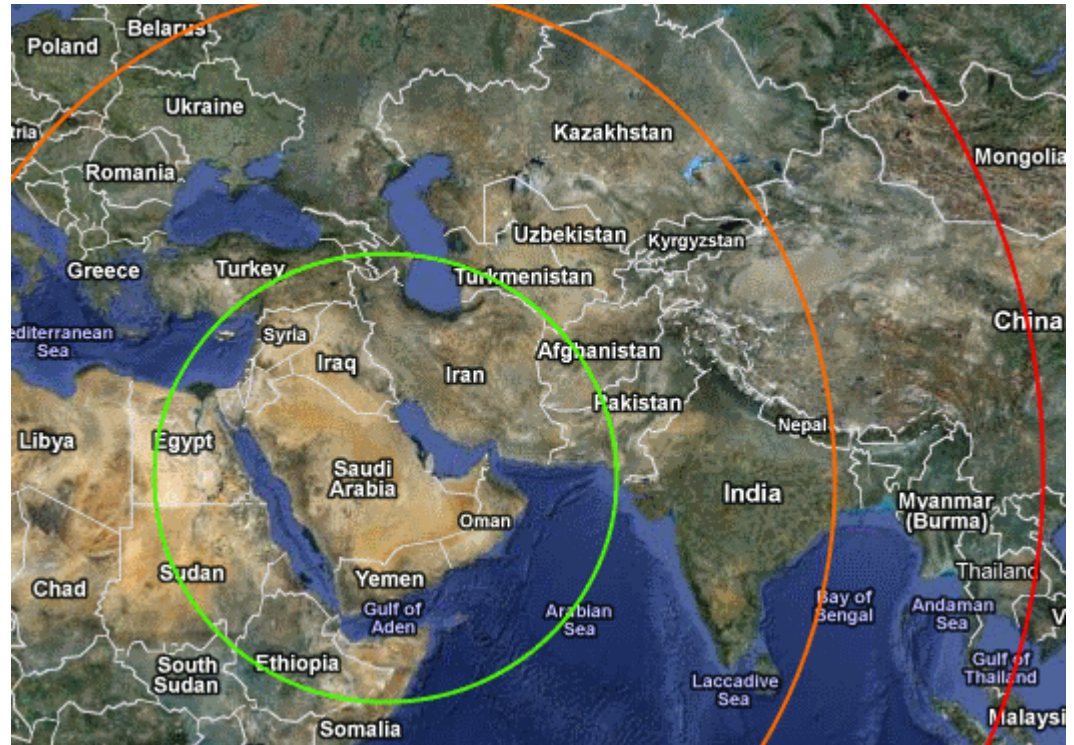 Belarus
Poland
Ukraine
tria
Kazakhstan
Mongolia
Romania
Uzbekistan
Kyrgyzstan
Greece
Turkey
Turkmenistan
China
editerranean
Sea
Syria
Iraq
Iran
Afghanistan
Pakistan
Nepal
Libya
Egypt
Saudi
Arabia
India
Myanmar
(Burma)
Oman
Chad
Sudan
Yemen
Thailand
Gulf of
Aden
Arabian
Sea
Bay of
Bengal
Andaman
Sea
V
South
Sudan
Ethiopia
Laccadive
Sea
Gulf of
Thailand
Somalia
Malaysi